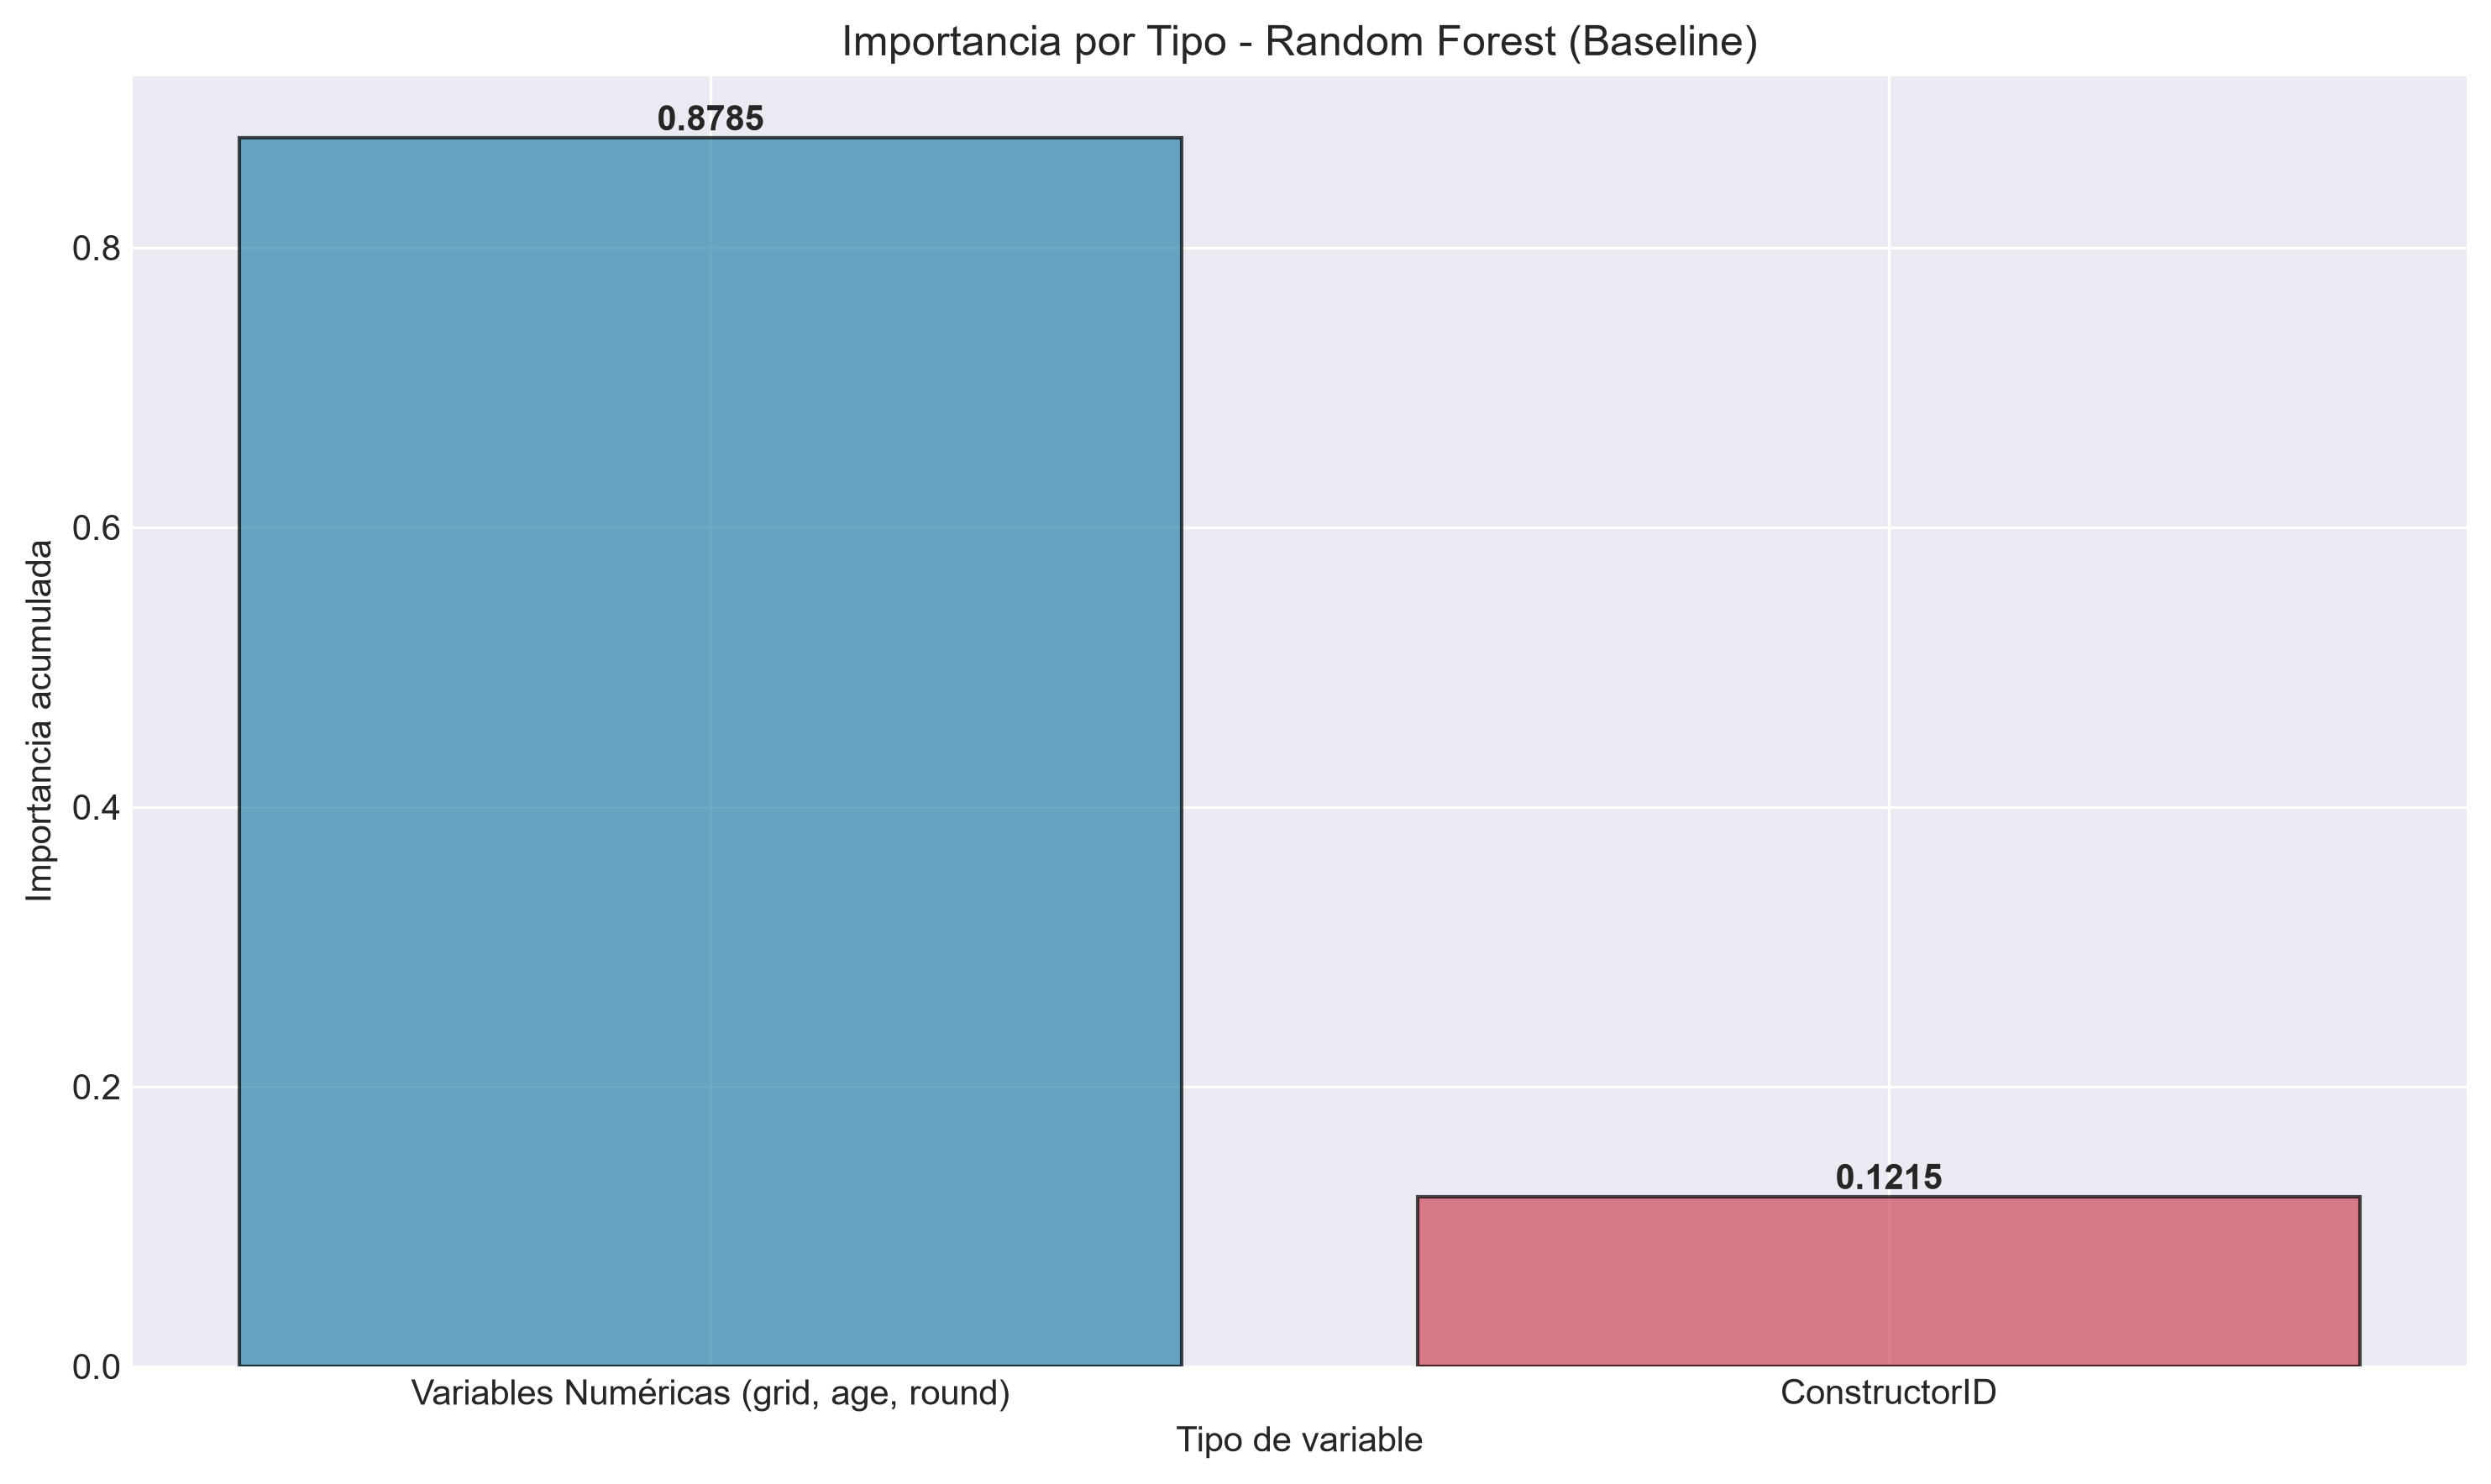 Importancia por Tipo - Random Forest (Baseline)
0.8785
0.8
0.6
Importancia acumulada
0.4
0.2
0.1215
0.0
Variables Numéricas (grid, age, round)
ConstructorID
Tipo de variable